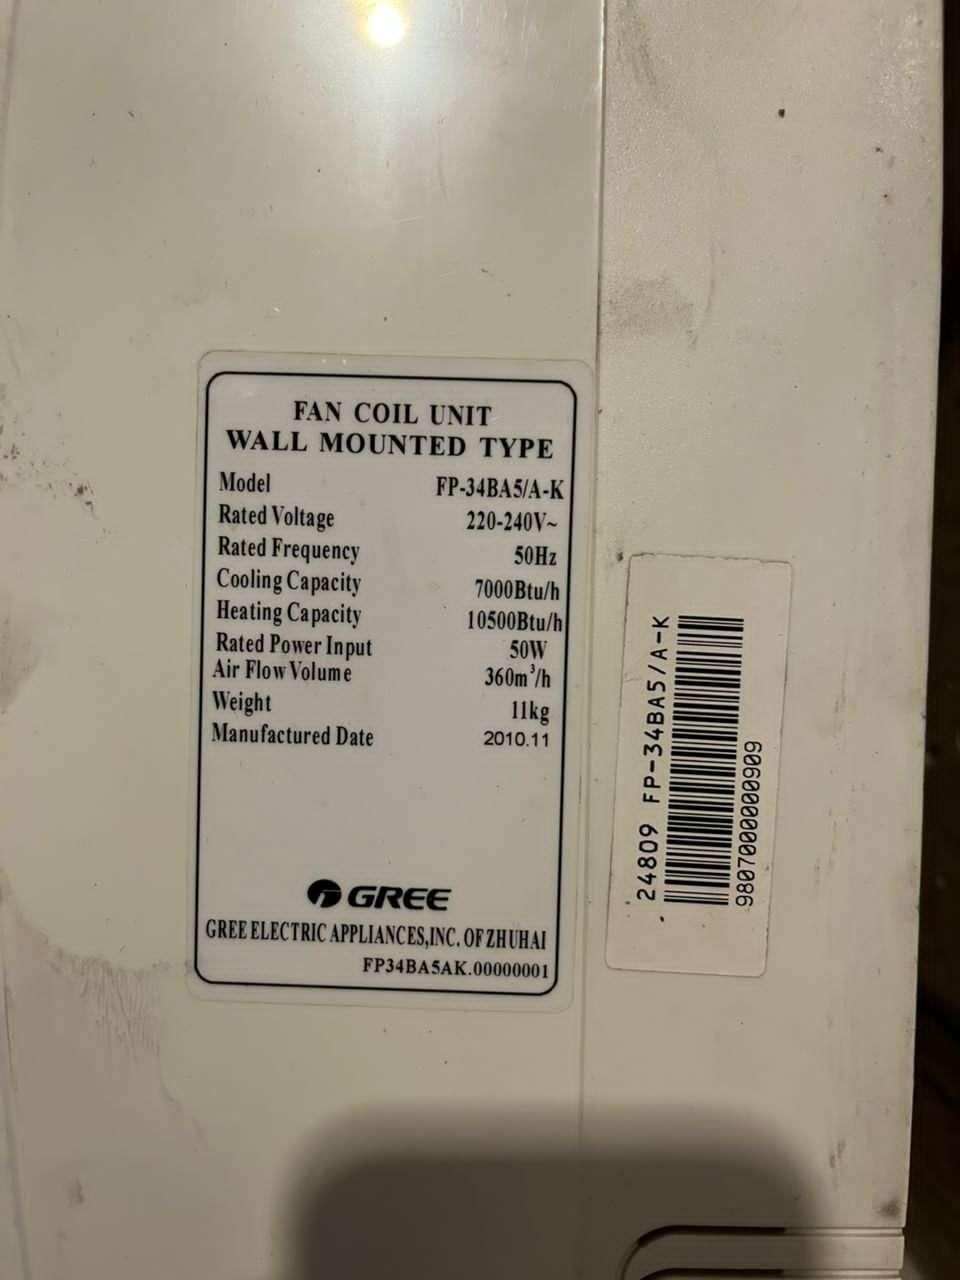 FAN COIL UNIT
WALL MOUNTED TYPE
Model FP-34BA5/A-K
Rated Voltage 220-240V~
Rated Frequency 50Hz
Cooling Capacity 7000Btu/h
Heating Capacity 10500Btu/h
Rated Power Input 50W
Air Flow Volume 360m³/h
Weight 11kg
Manufactured Date 2010.11
GREE
GREE ELECTRIC APPLIANCES,INC. OF ZHUHAI
FP34BA5AK.00000001
24809 FP-34BA5/A-K
9807000000909